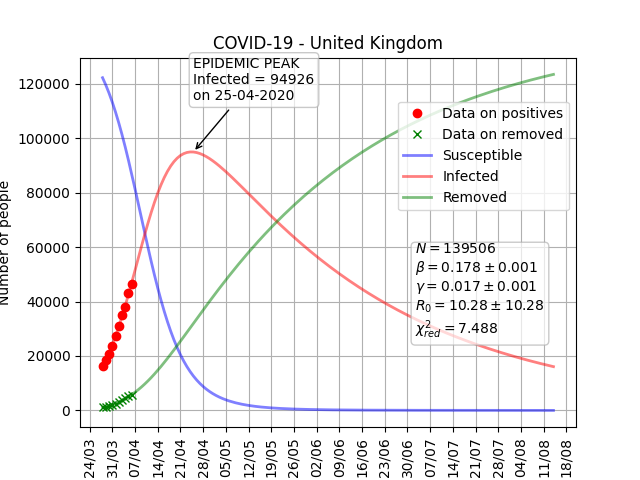 COVID-19 - United Kingdom
EPIDEMIC PEAK
Infected = 94926
on 25-04-2020
Data on positives
Data on removed
Susceptible
Infected
Removed
N = 139506
β = 0.178 ± 0.001
γ = 0.017 ± 0.001
R₀ = 10.28 ± 10.28
χ²_red = 7.488
Number of people
120000
100000
80000
60000
40000
20000
0
24/03
31/03
07/04
14/04
21/04
28/04
05/05
12/05
19/05
26/05
02/06
09/06
16/06
23/06
30/06
07/07
14/07
21/07
28/07
04/08
11/08
18/08